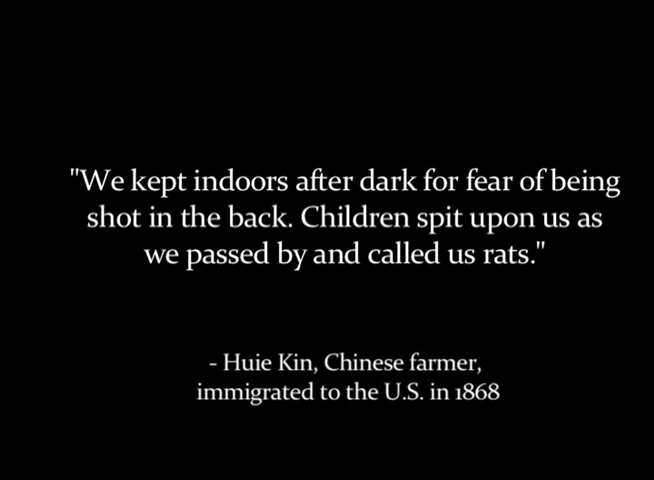 "We kept indoors after dark for fear of being
shot in the back. Children spit upon us as
we passed by and called us rats."
- Huie Kin, Chinese farmer,
immigrated to the U.S. in 1868